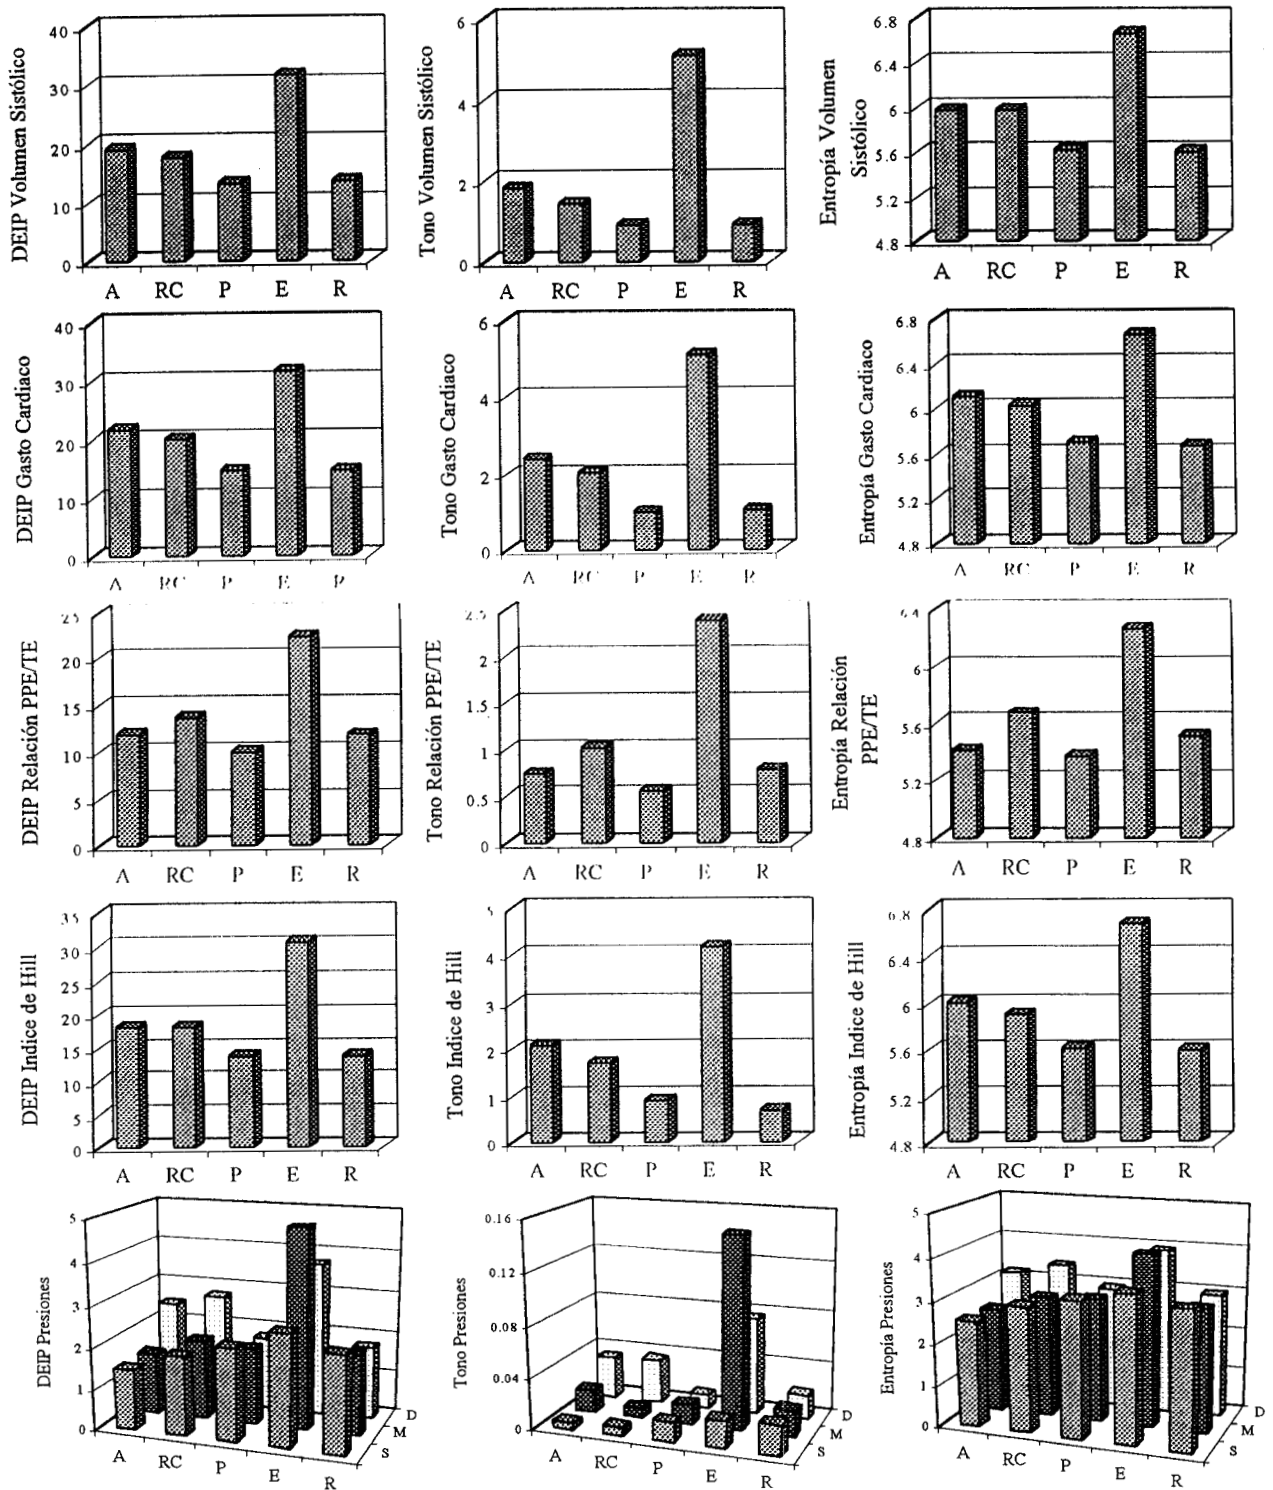 DEIP Volumen Sistólico
40
30
20
10
0
A RC P E R
Tono Volumen Sistólico
6
4
2
0
A RC P E R
Entropía Volumen
Sistólico
6.8
6.4
6
5.6
5.2
4.8
A RC P E R
DEIP Gasto Cardiaco
40
30
20
10
0
A RC P E
Tono Gasto Cardiaco
6
4
2
0
A RC P E R
Entropía Gasto Cardiaco
6.8
6.4
6
5.6
5.2
4.8
A RC P E R
DEIP Relación PPE/TE
25
20
15
10
5
0
A RC P E R
Tono Relación PPE/TE
2.5
2
1.5
1
0.5
0
A RC P E R
Entropía Relación
PPE/TE
6.4
6
5.6
5.2
4.8
A RC P E R
DEIP Indice de Hill
35
30
25
20
15
10
5
0
A RC P E R
Tono Indice de Hill
5
4
3
2
1
0
A RC P E R
Entropía Indice de Hill
6.8
6.4
6
5.6
5.2
4.8
A RC P E R
DEIP Presiones
5
4
3
2
1
0
A RC P E R
S M D
Tono Presiones
0.16
0.12
0.08
0.04
0
A RC P E R
S M D
Entropía Presiones
5
4
3
2
1
0
A RC P E R
S M D